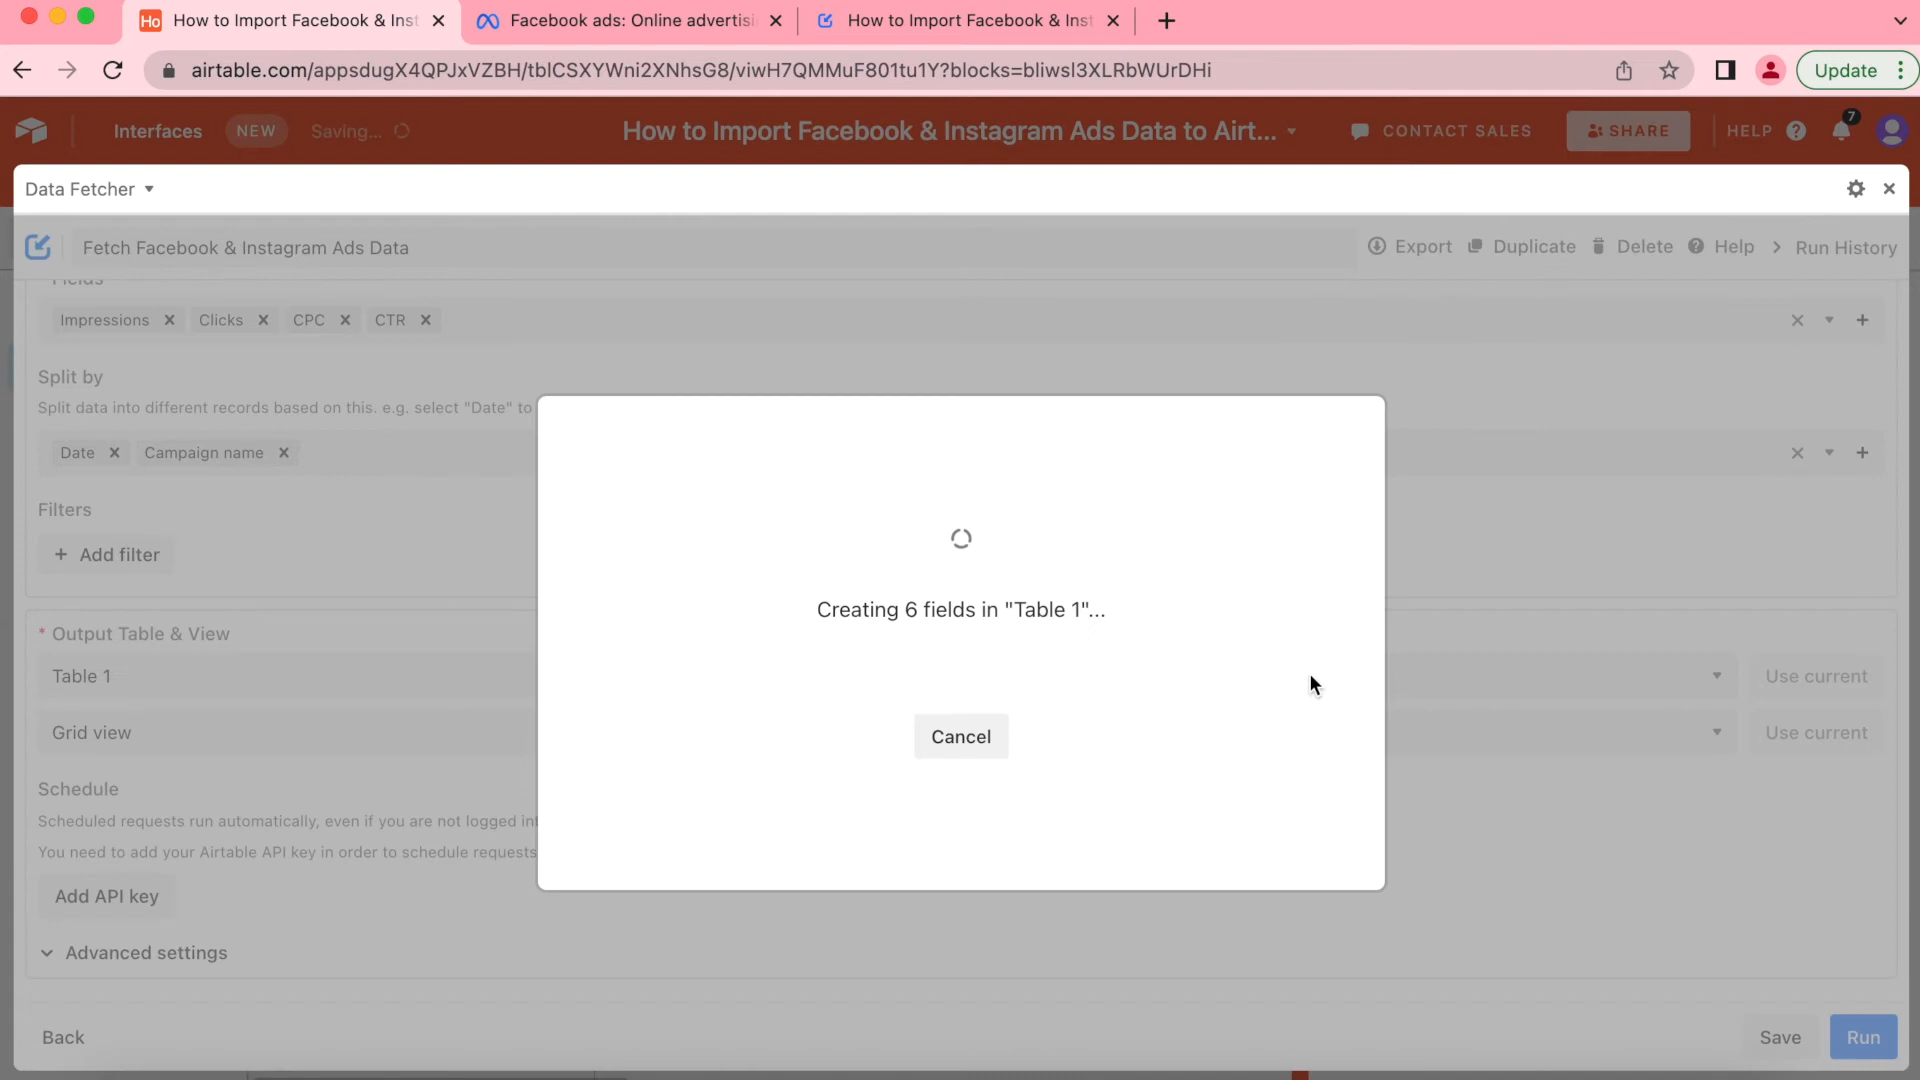 Ho How to Import Facebook & Inst
Facebook ads: Online advertisi
How to Import Facebook & Inst
airtable.com/appsdugX4QPJxVZBH/tblCSXYWni2XNhsG8/viwH7QMMuF801tu1Y?blocks=bliwsl3XLRbWUrDHi
Update
Interfaces NEW Saving...
How to Import Facebook & Instagram Ads Data to Airt...
CONTACT SALES SHARE HELP 7
Data Fetcher
Fetch Facebook & Instagram Ads Data
Export Duplicate Delete Help Run History
Fields
Impressions Clicks CPC CTR
Split by
Split data into different records based on this. e.g. select "Date" to
Date Campaign name
Filters
+ Add filter
Creating 6 fields in "Table 1"...
Cancel
* Output Table & View
Table 1 Use current
Grid view Use current
Schedule
Scheduled requests run automatically, even if you are not logged int
You need to add your Airtable API key in order to schedule requests
Add API key
Advanced settings
Back Save Run